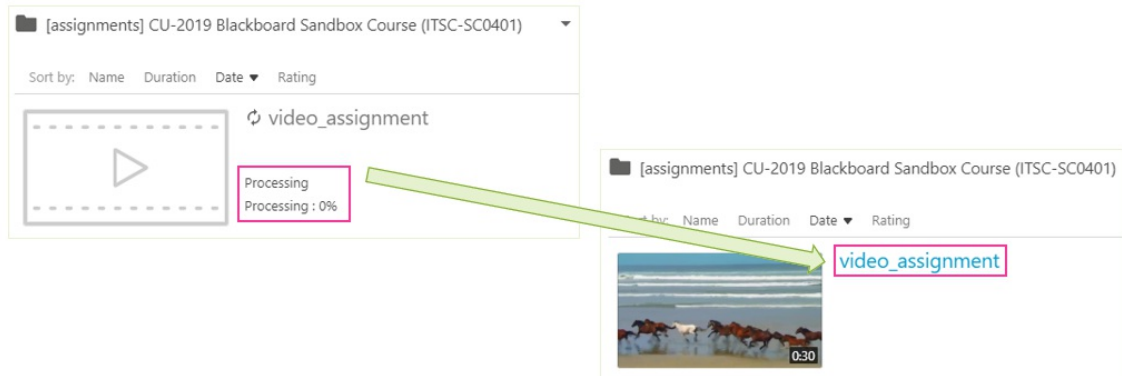 [assignments] CU-2019 Blackboard Sandbox Course (ITSC-SC0401)
Sort by: Name Duration Date Rating
video_assignment
Processing
Processing : 0%
[assignments] CU-2019 Blackboard Sandbox Course (ITSC-SC0401)
by: Name Duration Date Rating
video_assignment
0:30